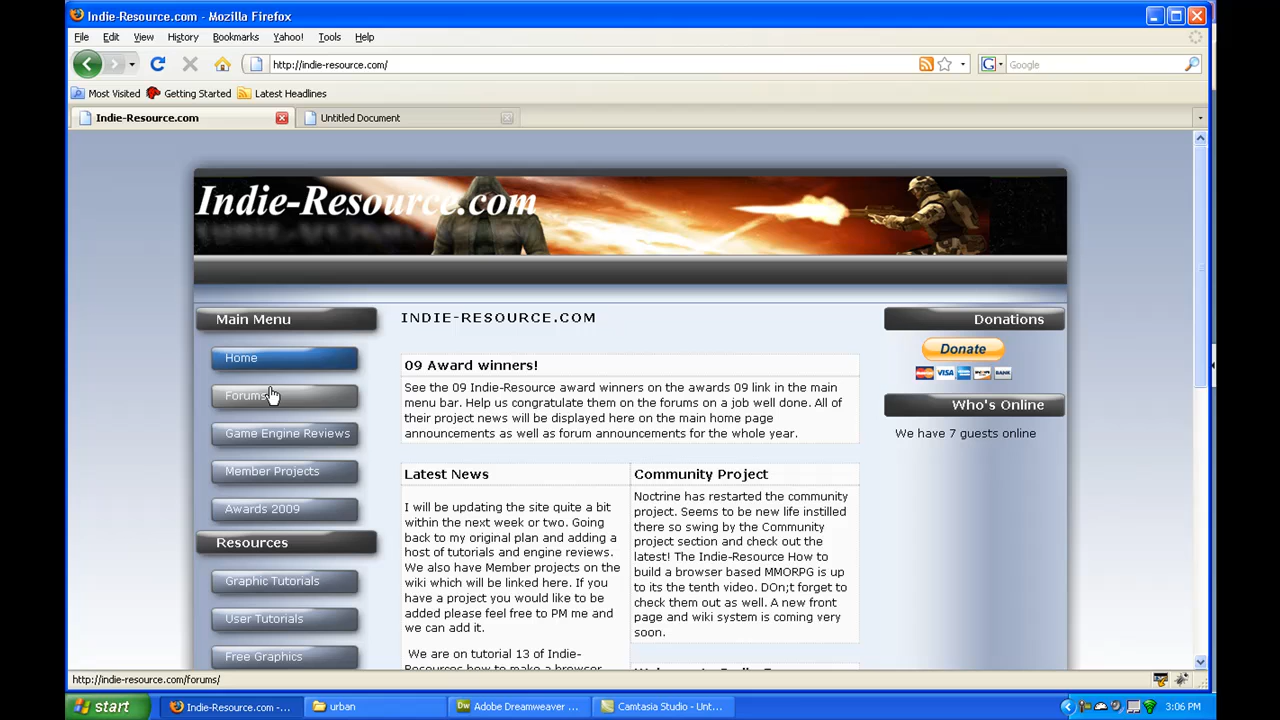 Indie-Resource.com - Mozilla Firefox
File Edit View History Bookmarks Yahoo! Tools Help
http://indie-resource.com/
G Google
Most Visited Getting Started Latest Headlines
Indie-Resource.com Untitled Document
Indie-Resource.com
Main Menu
Home
Forums
Game Engine Reviews
Member Projects
Awards 2009
Resources
Graphic Tutorials
User Tutorials
Free Graphics
INDIE-RESOURCE.COM
09 Award winners!
See the 09 Indie-Resource award winners on the awards 09 link in the main
menu bar. Help us congratulate them on the forums on a job well done. All of
their project news will be displayed here on the main home page
announcements as well as forum announcements for the whole year.
Latest News
I will be updating the site quite a bit
within the next week or two. Going
back to my original plan and adding a
host of tutorials and engine reviews.
We also have Member projects on the
wiki which will be linked here. If you
have a project you would like to be
added please feel free to PM me and
we can add it.
We are on tutorial 13 of Indie-
Resources how to make a browser
Community Project
Noctrine has restarted the community
project. Seems to be new life instilled
there so swing by the Community
project section and check out the
latest! The Indie-Resource How to
build a browser based MMORPG is up
to its the tenth video. DOn;t forget to
check them out as well. A new front
page and wiki system is coming very
soon.
Donations
Donate
VISA
BANK
Who's Online
We have 7 guests online
http://indie-resource.com/forums/
start Indie-Resource.com -... urban Adobe Dreamweaver ... Camtasia Studio - Unt... 3:06 PM